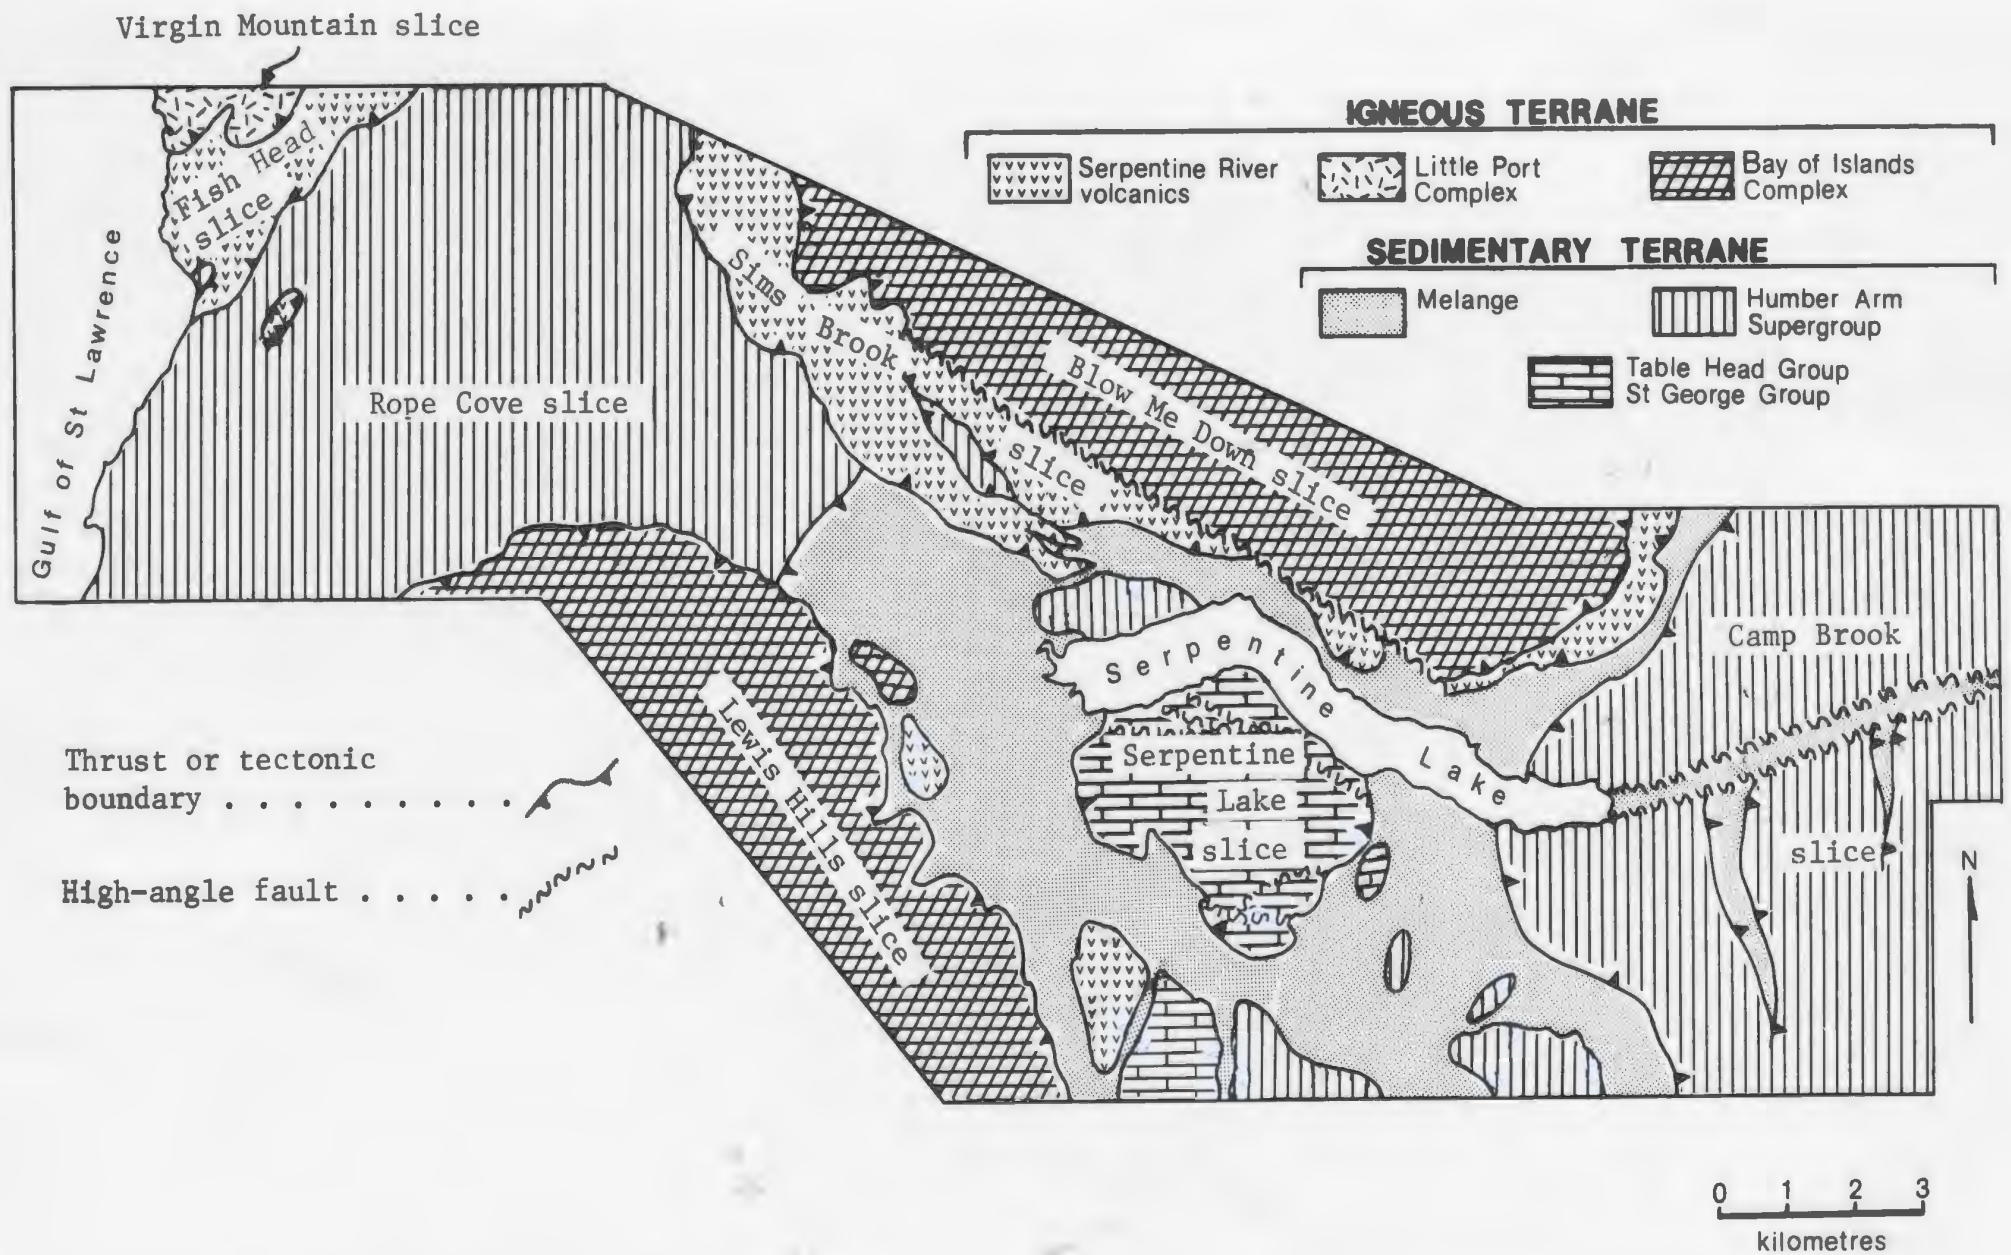 Virgin Mountain slice
IGNEOUS TERRANE
Serpentine River
volcanics
Little Port
Complex
Bay of Islands
Complex
SEDIMENTARY TERRANE
Melange
Humber Arm
Supergroup
Table Head Group
St George Group
Fish Head
slice
Gulf of St Lawrence
Rope Cove slice
Sims
Brook
slice
Blow Me Down slice
Camp Brook
slice
Serpentine
Lake
Serpentine
Lake
slice
Lewis Hills slice
Thrust or tectonic
boundary . . . . . . . . .
High-angle fault . . . . .
N
0 1 2 3
kilometres